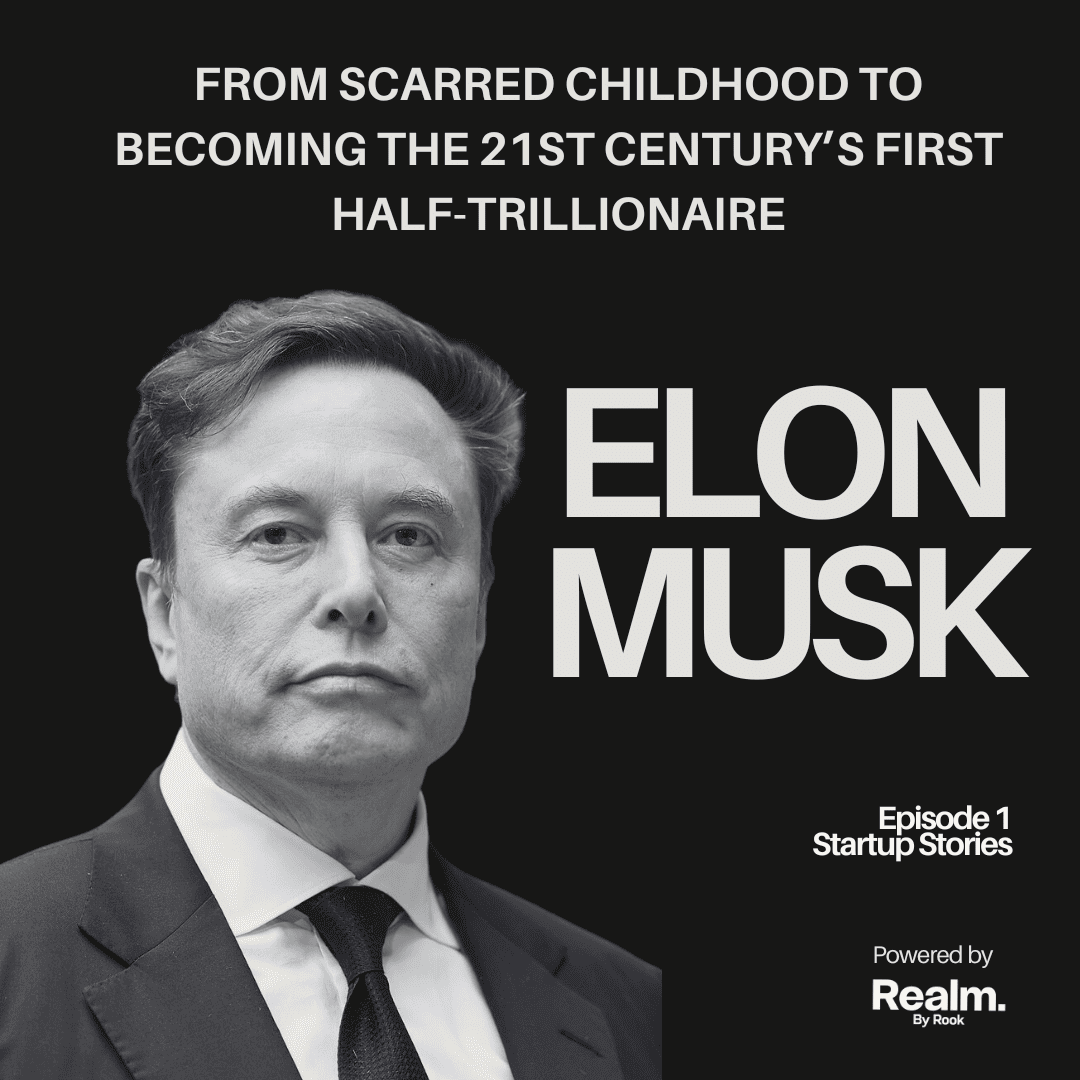 FROM SCARRED CHILDHOOD TO
BECOMING THE 21ST CENTURY’S FIRST
HALF-TRILLIONAIRE
ELON
MUSK
Episode 1
Startup Stories
Powered by
Realm.
By Rook